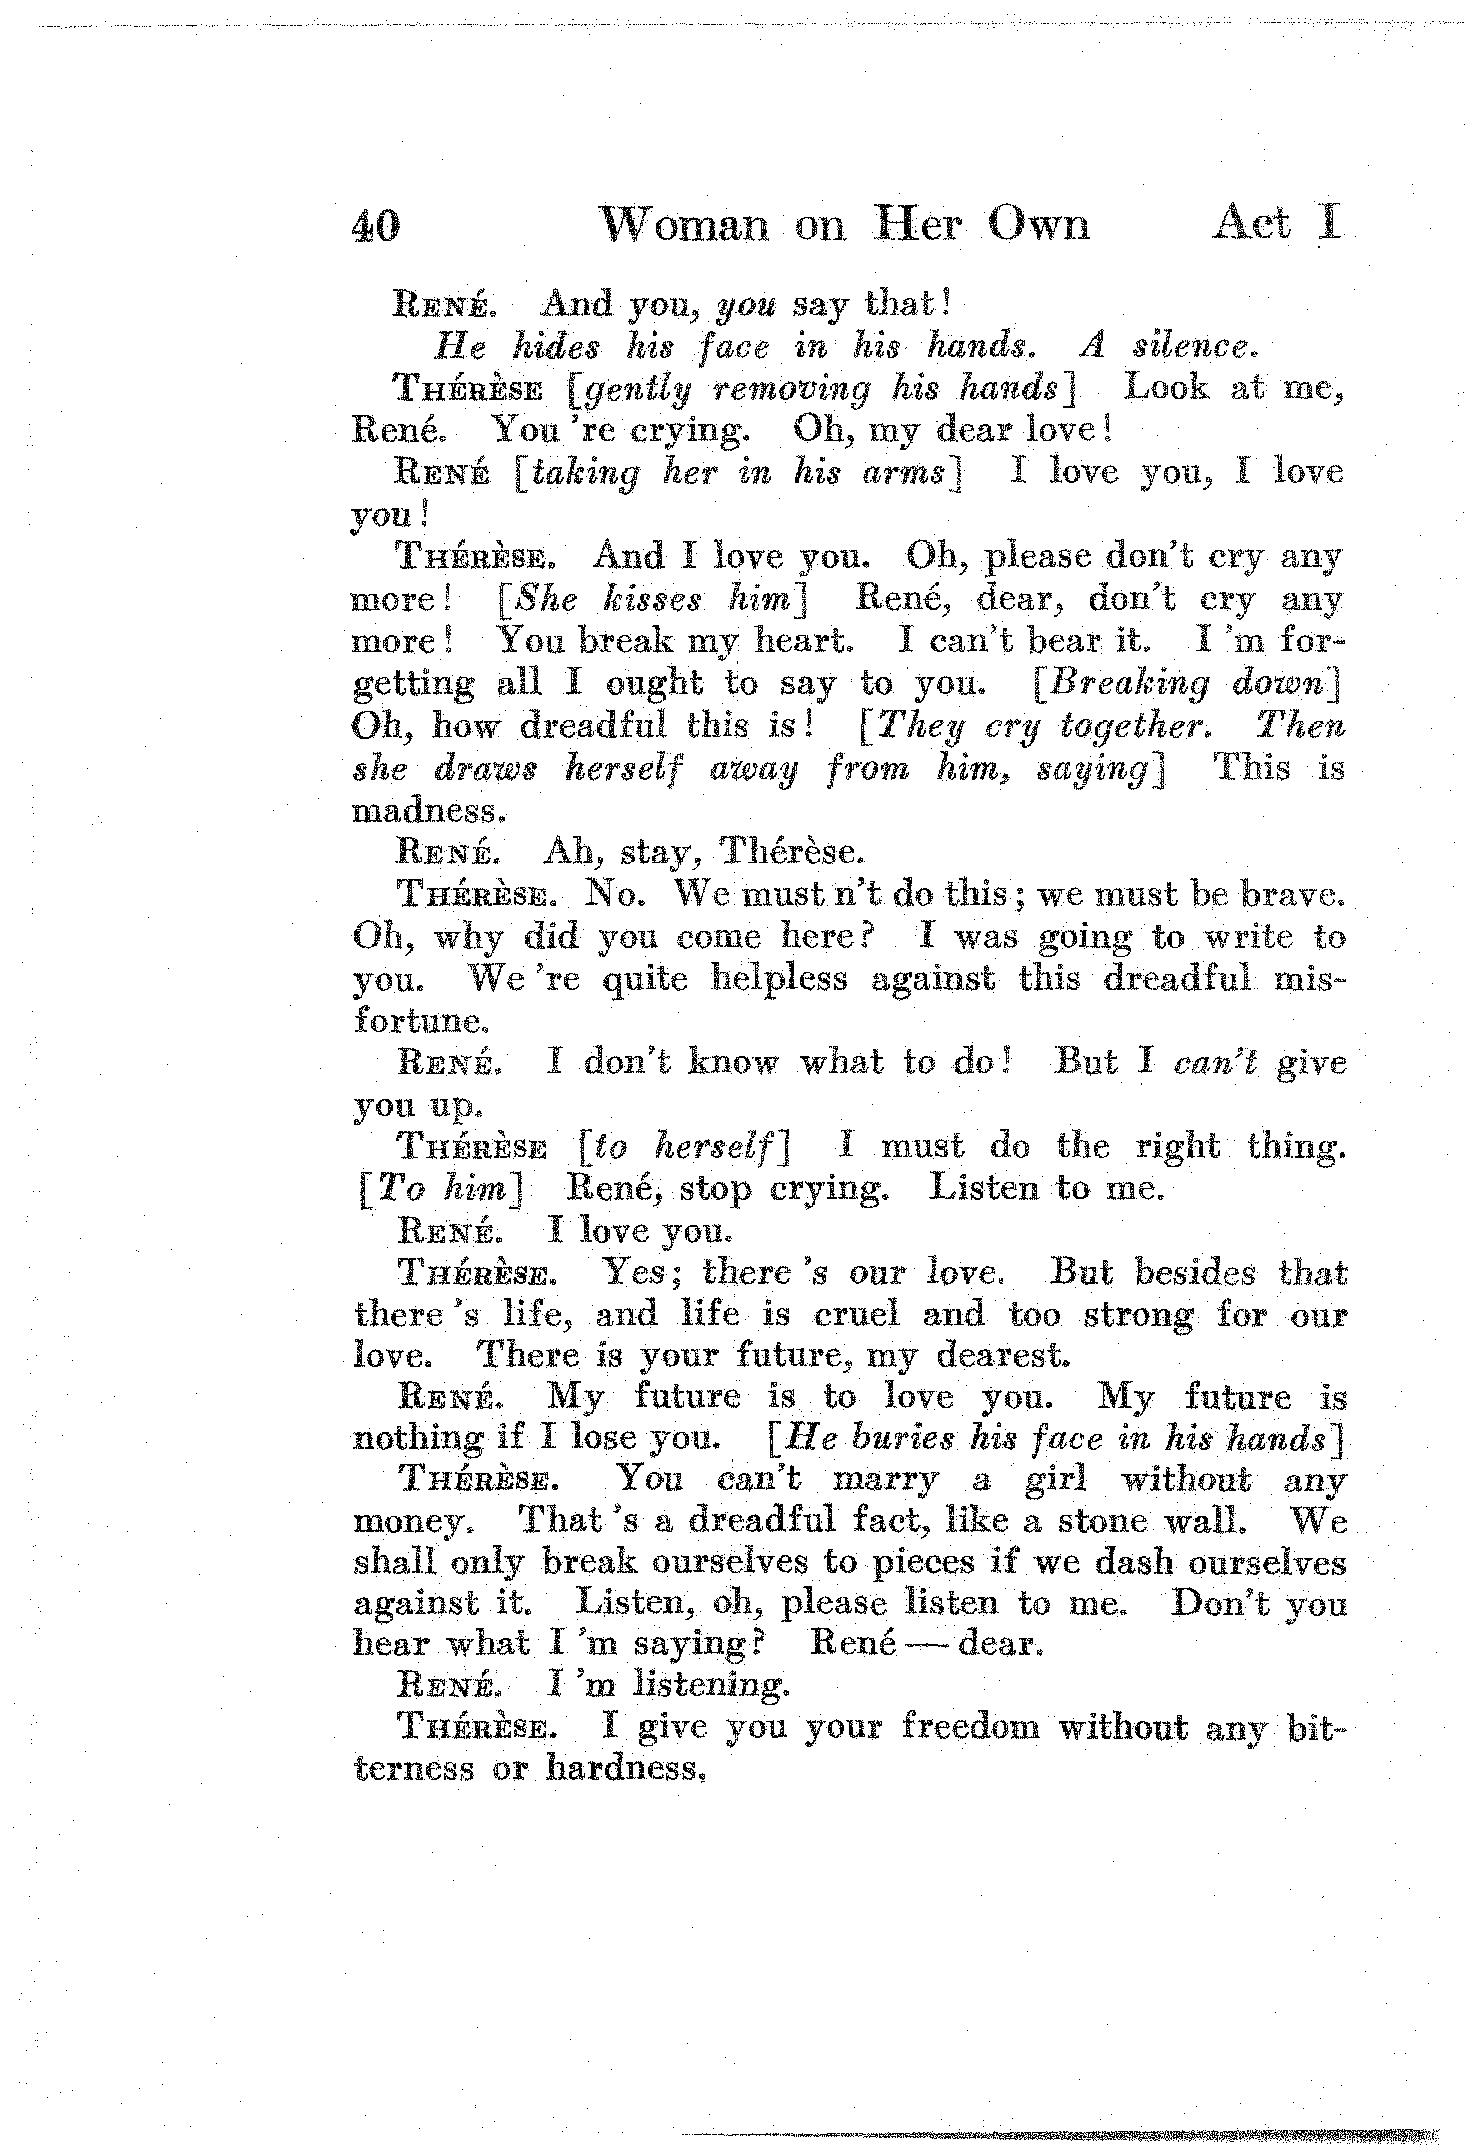 40 Woman on Her Own Act I
RENÉ. And you, you say that!
He hides his face in his hands. A silence.
THÉRÈSE [gently removing his hands] Look at me,
René. You 're crying. Oh, my dear love!
RENÉ [taking her in his arms] I love you, I love
you!
THÉRÈSE. And I love you. Oh, please don't cry any
more! [She kisses him] René, dear, don't cry any
more! You break my heart. I can't bear it. I 'm for-
getting all I ought to say to you. [Breaking down]
Oh, how dreadful this is! [They cry together. Then
she draws herself away from him, saying] This is
madness.
RENÉ. Ah, stay, Thérèse.
THÉRÈSE. No. We must n't do this; we must be brave.
Oh, why did you come here? I was going to write to
you. We 're quite helpless against this dreadful mis-
fortune.
RENÉ. I don't know what to do! But I can't give
you up.
THÉRÈSE [to herself] I must do the right thing.
[To him] René, stop crying. Listen to me.
RENÉ. I love you.
THÉRÈSE. Yes; there 's our love. But besides that
there 's life, and life is cruel and too strong for our
love. There is your future, my dearest.
RENÉ. My future is to love you. My future is
nothing if I lose you. [He buries his face in his hands]
THÉRÈSE. You can't marry a girl without any
money. That 's a dreadful fact, like a stone wall. We
shall only break ourselves to pieces if we dash ourselves
against it. Listen, oh, please listen to me. Don't you
hear what I 'm saying? René — dear.
RENÉ. I 'm listening.
THÉRÈSE. I give you your freedom without any bit-
terness or hardness.